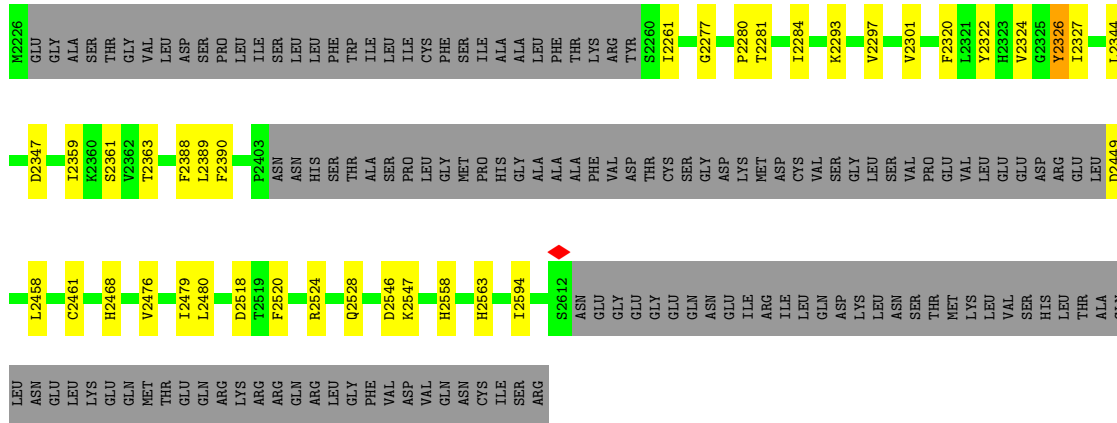 M2226 GLU GLY ALA SER THR GLY VAL LEU ASP SER PRO LEU ILE SER LEU LEU PHE TRP ILE LEU ILE CYS PHE SER ILE ALA ALA LEU PHE THR LYS ARG TYR S2260 I2261 G2277 P2280 T2281 I2284 K2293 V2297 V2301 F2320 L2321 Y2322 H2323 V2324 G2325 Y2326 I2327 L2344
D2347 I2359 K2360 S2361 V2362 T2363 F2388 L2389 F2390 P2403 ASN ASN HIS SER THR ALA SER PRO LEU GLY MET PRO HIS GLY ALA ALA ALA PHE VAL ASP THR CYS SER GLY ASP LYS MET ASP CYS VAL SER GLY LEU SER VAL PRO GLU VAL LEU GLU GLU ASP ARG GLU LEU D2449
L2458 C2461 H2468 V2476 I2479 L2480 D2518 T2519 F2520 R2524 Q2528 D2546 K2547 H2558 H2563 I2594 S2612 ASN GLU GLY GLU GLY GLU GLN ASN GLU ILE ARG ILE LEU GLN ASP LYS LEU ASN SER THR MET LYS LEU VAL SER HIS LEU THR ALA
LEU ASN GLU LEU LYS GLU GLN MET THR GLU GLN ARG LYS ARG ARG GLN ARG LEU GLY PHE VAL ASP VAL GLN ASN CYS ILE SER ARG